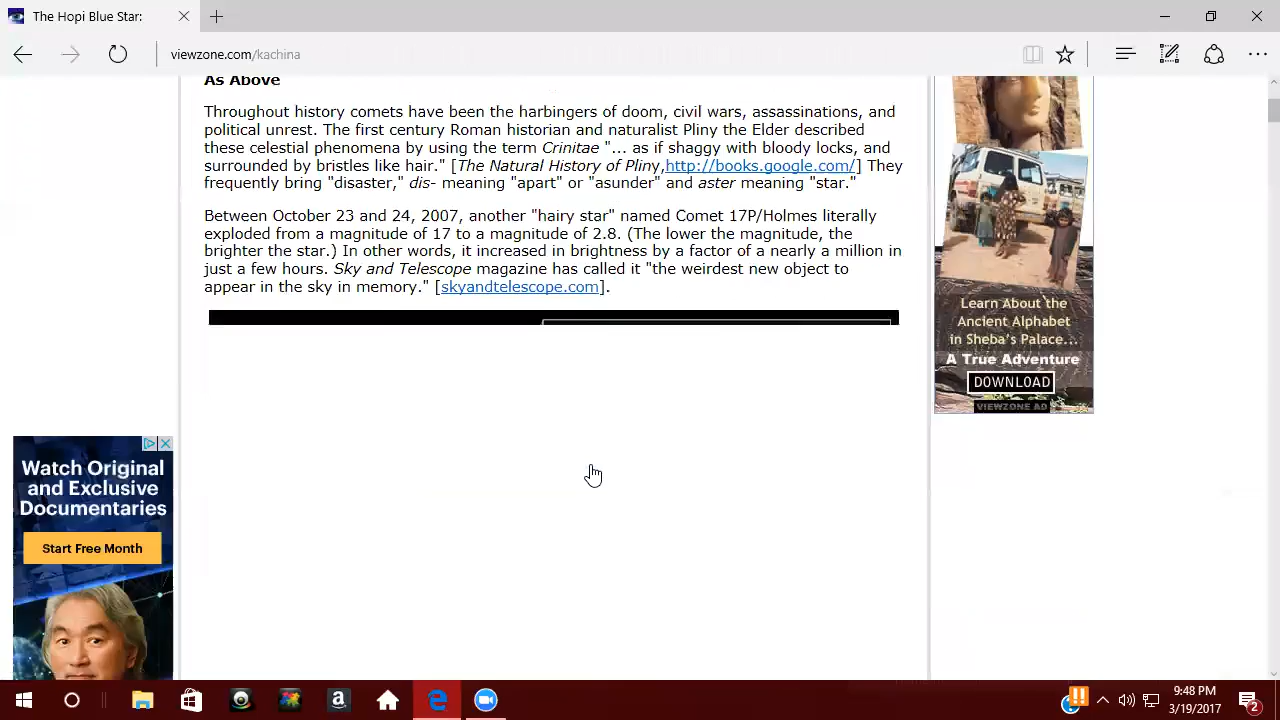 The Hopi Blue Star:
viewzone.com/kachina
As Above
Throughout history comets have been the harbingers of doom, civil wars, assassinations, and
political unrest. The first century Roman historian and naturalist Pliny the Elder described
these celestial phenomena by using the term Crinitae "... as if shaggy with bloody locks, and
surrounded by bristles like hair." [The Natural History of Pliny,http://books.google.com/] They
frequently bring "disaster," dis- meaning "apart" or "asunder" and aster meaning "star."
Between October 23 and 24, 2007, another "hairy star" named Comet 17P/Holmes literally
exploded from a magnitude of 17 to a magnitude of 2.8. (The lower the magnitude, the
brighter the star.) In other words, it increased in brightness by a factor of a nearly a million in
just a few hours. Sky and Telescope magazine has called it "the weirdest new object to
appear in the sky in memory." [skyandtelescope.com].
Learn About the
Ancient Alphabet
in Sheba's Palace...
A True Adventure
DOWNLOAD
VIEWZONE AD
Watch Original
and Exclusive
Documentaries
Start Free Month
9:48 PM
3/19/2017
2